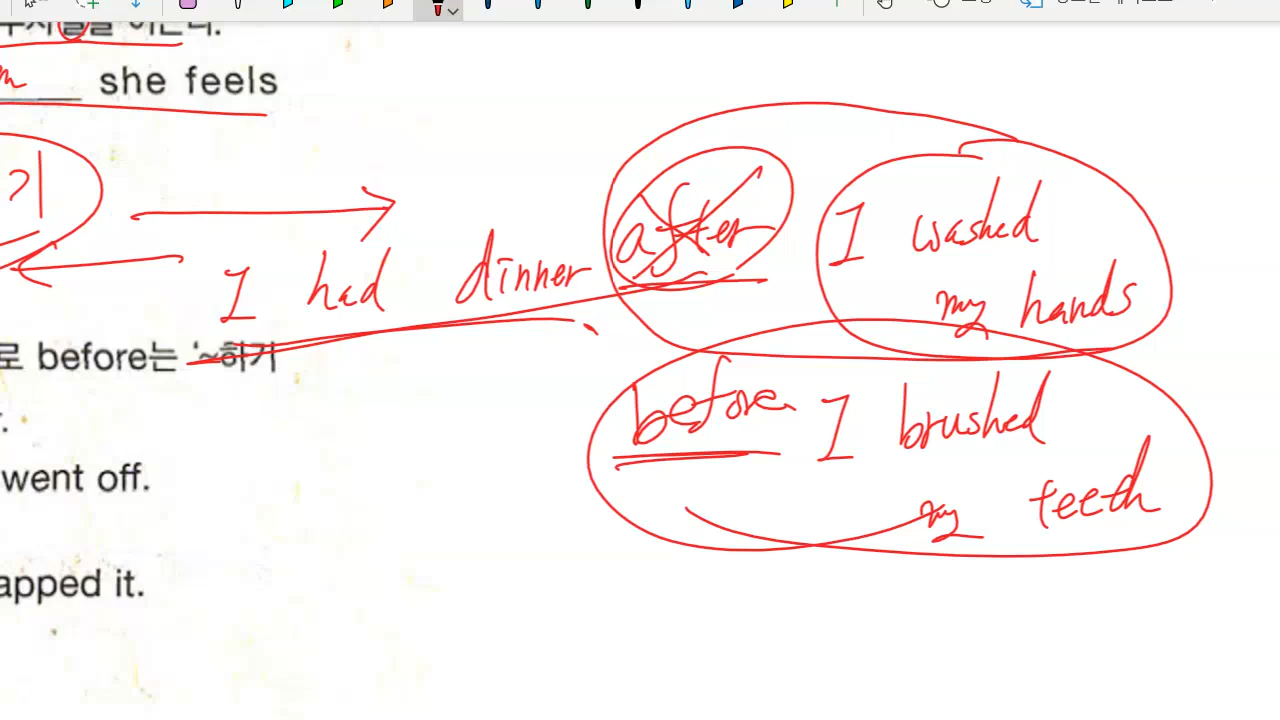 she feels
기
after I washed
I had dinner
my hands
로 before는 '~하기
before I brushed
went off.
my teeth
apped it.